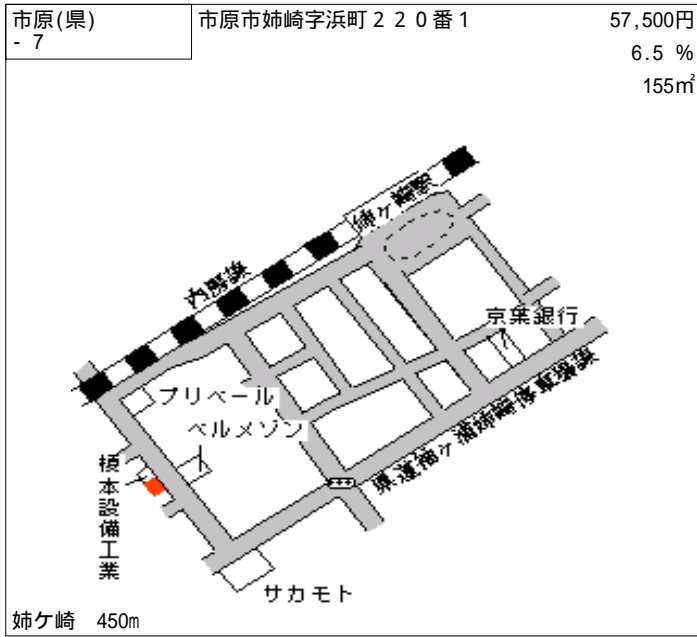 市原(県)
- 7
市原市姉崎字浜町２２０番１
57,500円
6.5 %
155㎡
姉ケ崎駅
内房線
京葉銀行
プリベール
ベルメゾン
県道袖ケ浦姉崎停車場線
榎本設備工業
サカモト
姉ケ崎 450m